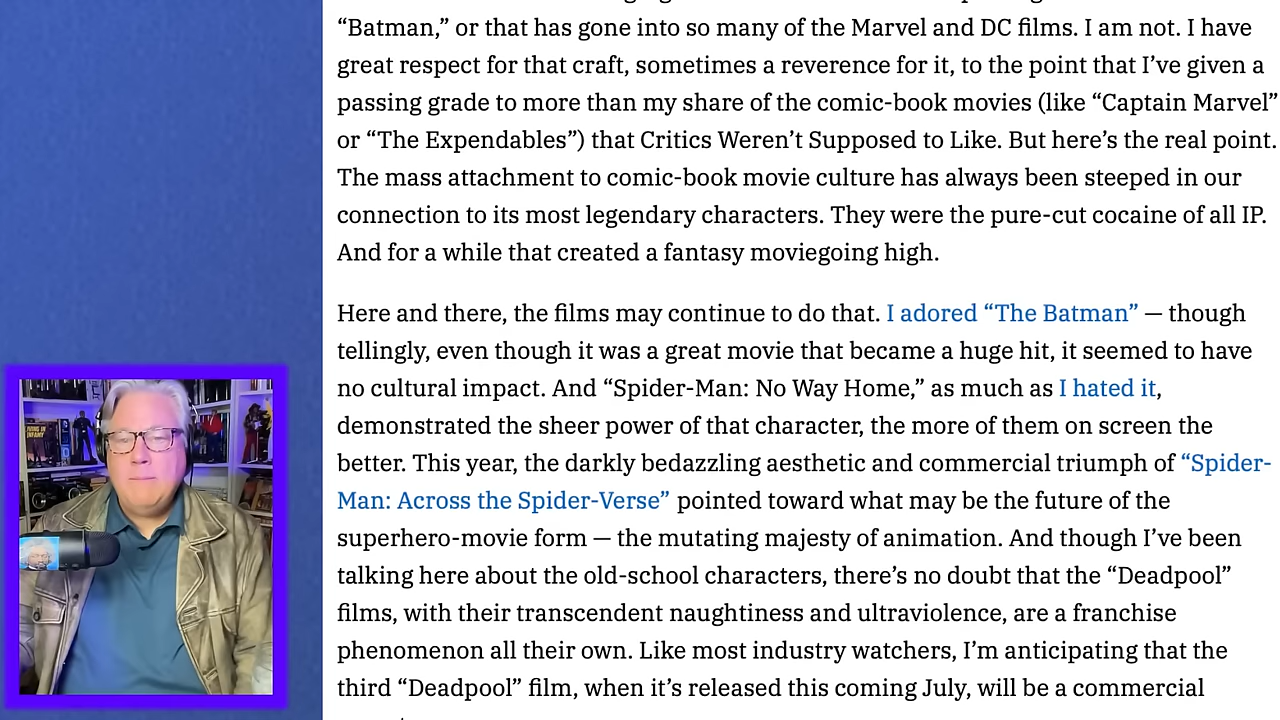 “Batman,” or that has gone into so many of the Marvel and DC films. I am not. I have
great respect for that craft, sometimes a reverence for it, to the point that I’ve given a
passing grade to more than my share of the comic-book movies (like “Captain Marvel”
or “The Expendables”) that Critics Weren’t Supposed to Like. But here’s the real point.
The mass attachment to comic-book movie culture has always been steeped in our
connection to its most legendary characters. They were the pure-cut cocaine of all IP.
And for a while that created a fantasy moviegoing high.
Here and there, the films may continue to do that. I adored “The Batman” — though
tellingly, even though it was a great movie that became a huge hit, it seemed to have
no cultural impact. And “Spider-Man: No Way Home,” as much as I hated it,
demonstrated the sheer power of that character, the more of them on screen the
better. This year, the darkly bedazzling aesthetic and commercial triumph of “Spider-
Man: Across the Spider-Verse” pointed toward what may be the future of the
superhero-movie form — the mutating majesty of animation. And though I’ve been
talking here about the old-school characters, there’s no doubt that the “Deadpool”
films, with their transcendent naughtiness and ultraviolence, are a franchise
phenomenon all their own. Like most industry watchers, I’m anticipating that the
third “Deadpool” film, when it’s released this coming July, will be a commercial